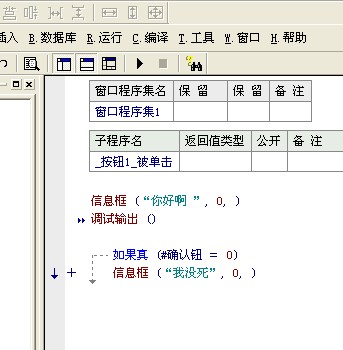 插入 B.数据库 R.运行 C.编译 T.工具 W.窗口 H.帮助
窗口程序集名 保 留 保 留 备 注
窗口程序集1
子程序名 返回值类型 公开 备 注
_按钮1_被单击
信息框 (“你好啊 ”, 0, )
调试输出 ()
如果真 (#确认钮 = 0)
信息框 (“我没死”, 0, )